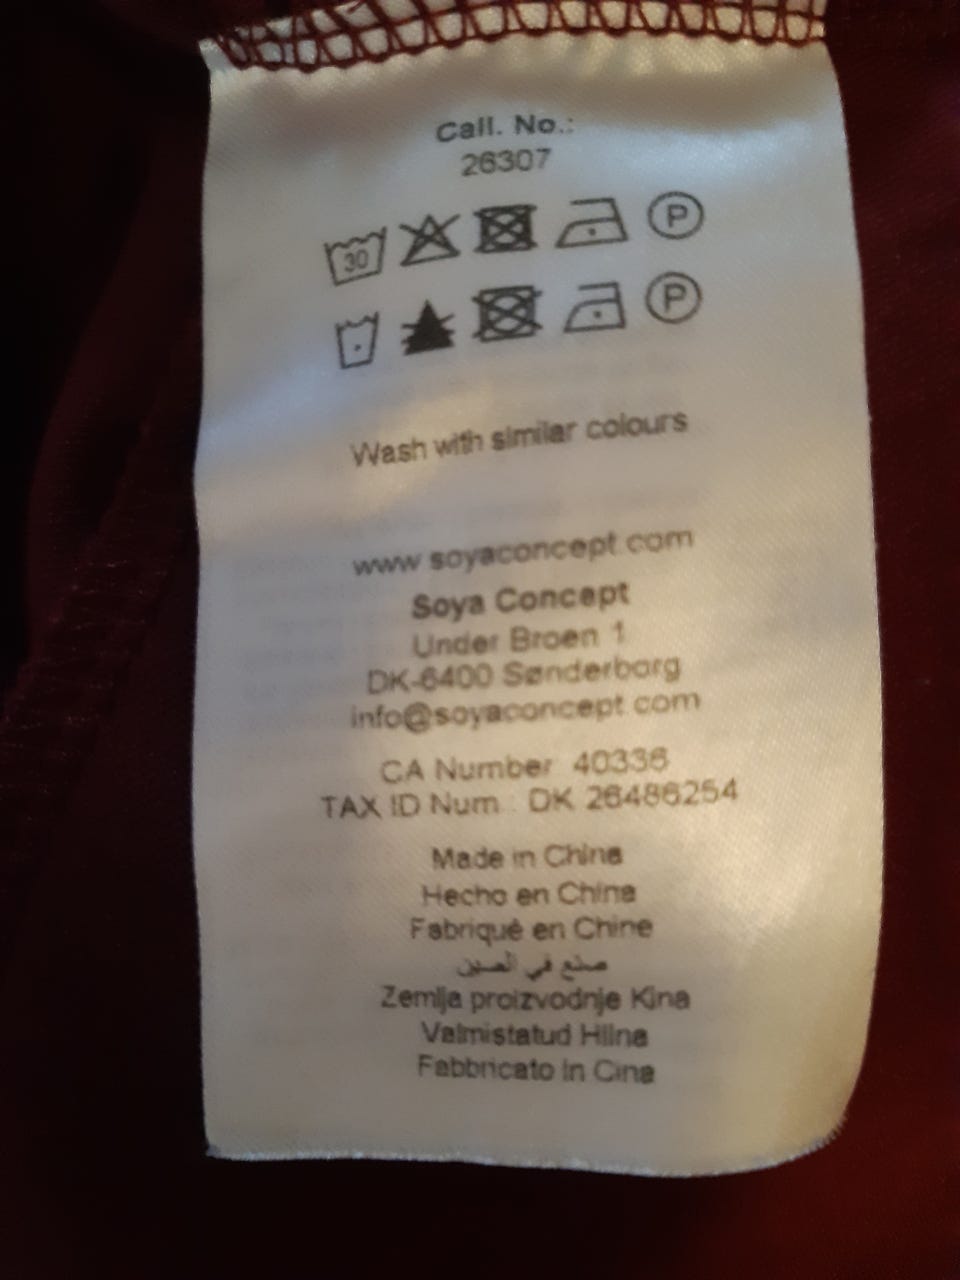 Call. No.:
26307
30 P
P
Wash with similar colours
www.soyaconcept.com
Soya Concept
Under Broen 1
DK-6400 Sønderborg
info@soyaconcept.com
CA Number 40336
TAX ID Num : DK 26486254
Made in China
Hecho en China
Fabriqué en Chine
صنع في الصين
Zemlja proizvodnje Kina
Valmistatud Hiina
Fabbricato in Cina